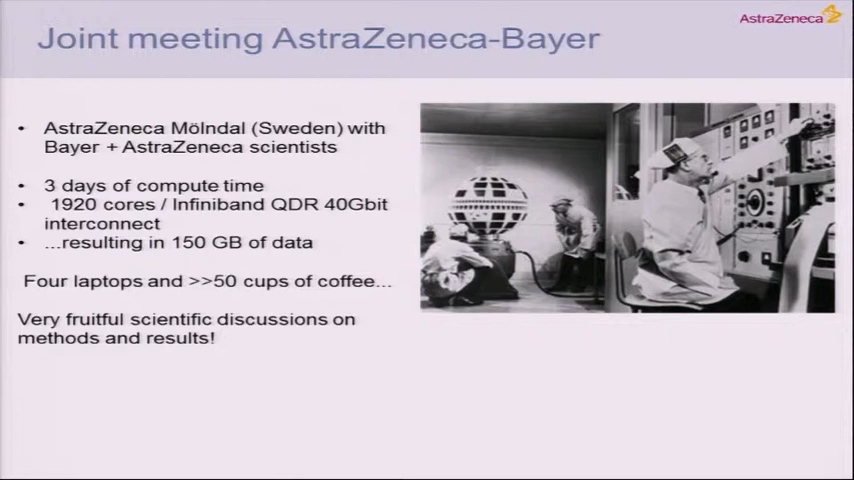 AstraZeneca
Joint meeting AstraZeneca-Bayer
• AstraZeneca Mölndal (Sweden) with
Bayer + AstraZeneca scientists
• 3 days of compute time
• 1920 cores / Infiniband QDR 40Gbit
interconnect
• ...resulting in 150 GB of data
Four laptops and >>50 cups of coffee...
Very fruitful scientific discussions on
methods and results!